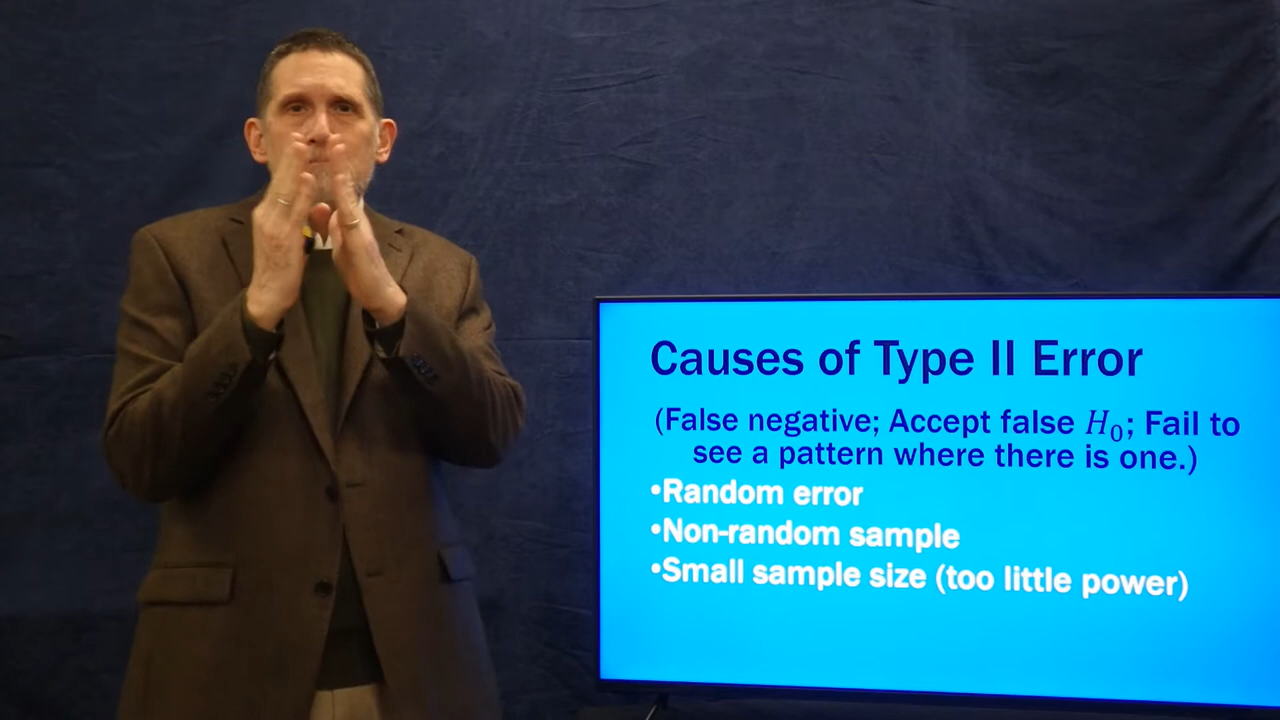 Causes of Type II Error
(False negative; Accept false H₀; Fail to
see a pattern where there is one.)
•Random error
•Non-random sample
•Small sample size (too little power)